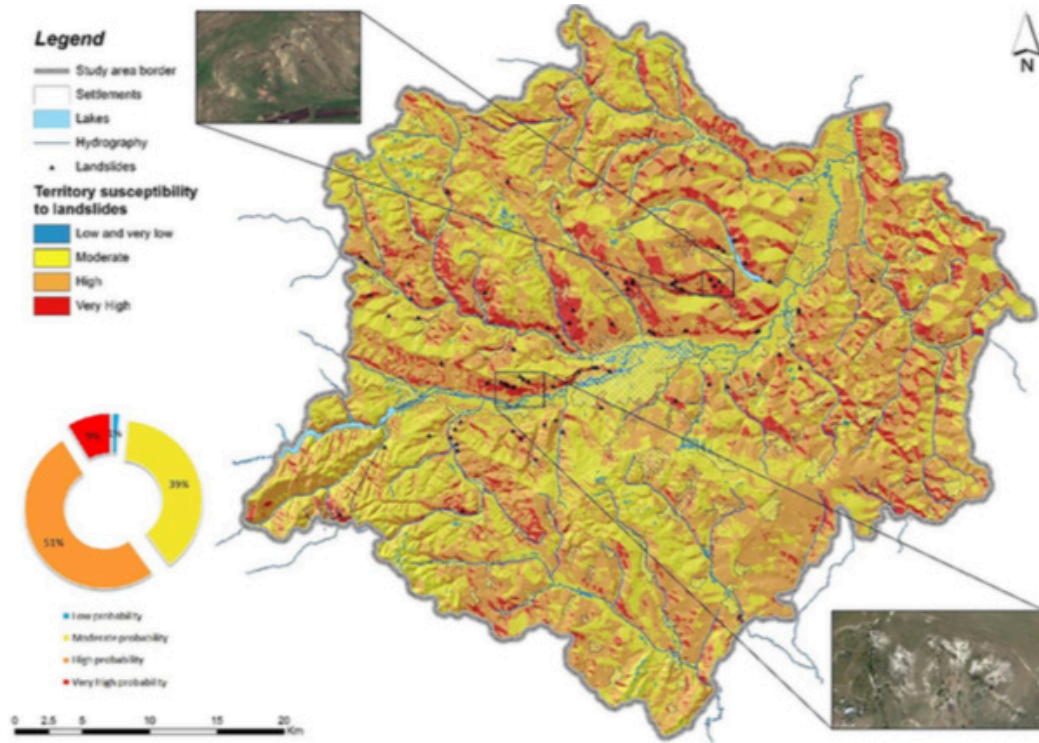 Legend
Study area border
Settlements
Lakes
Hydrography
Landslides
Territory susceptibility
to landslides
Low and very low
Moderate
High
Very High
N
9%
1%
39%
51%
Low probability
Moderate probability
High probability
Very High probability
0 2.5 5 10 15 20
Km